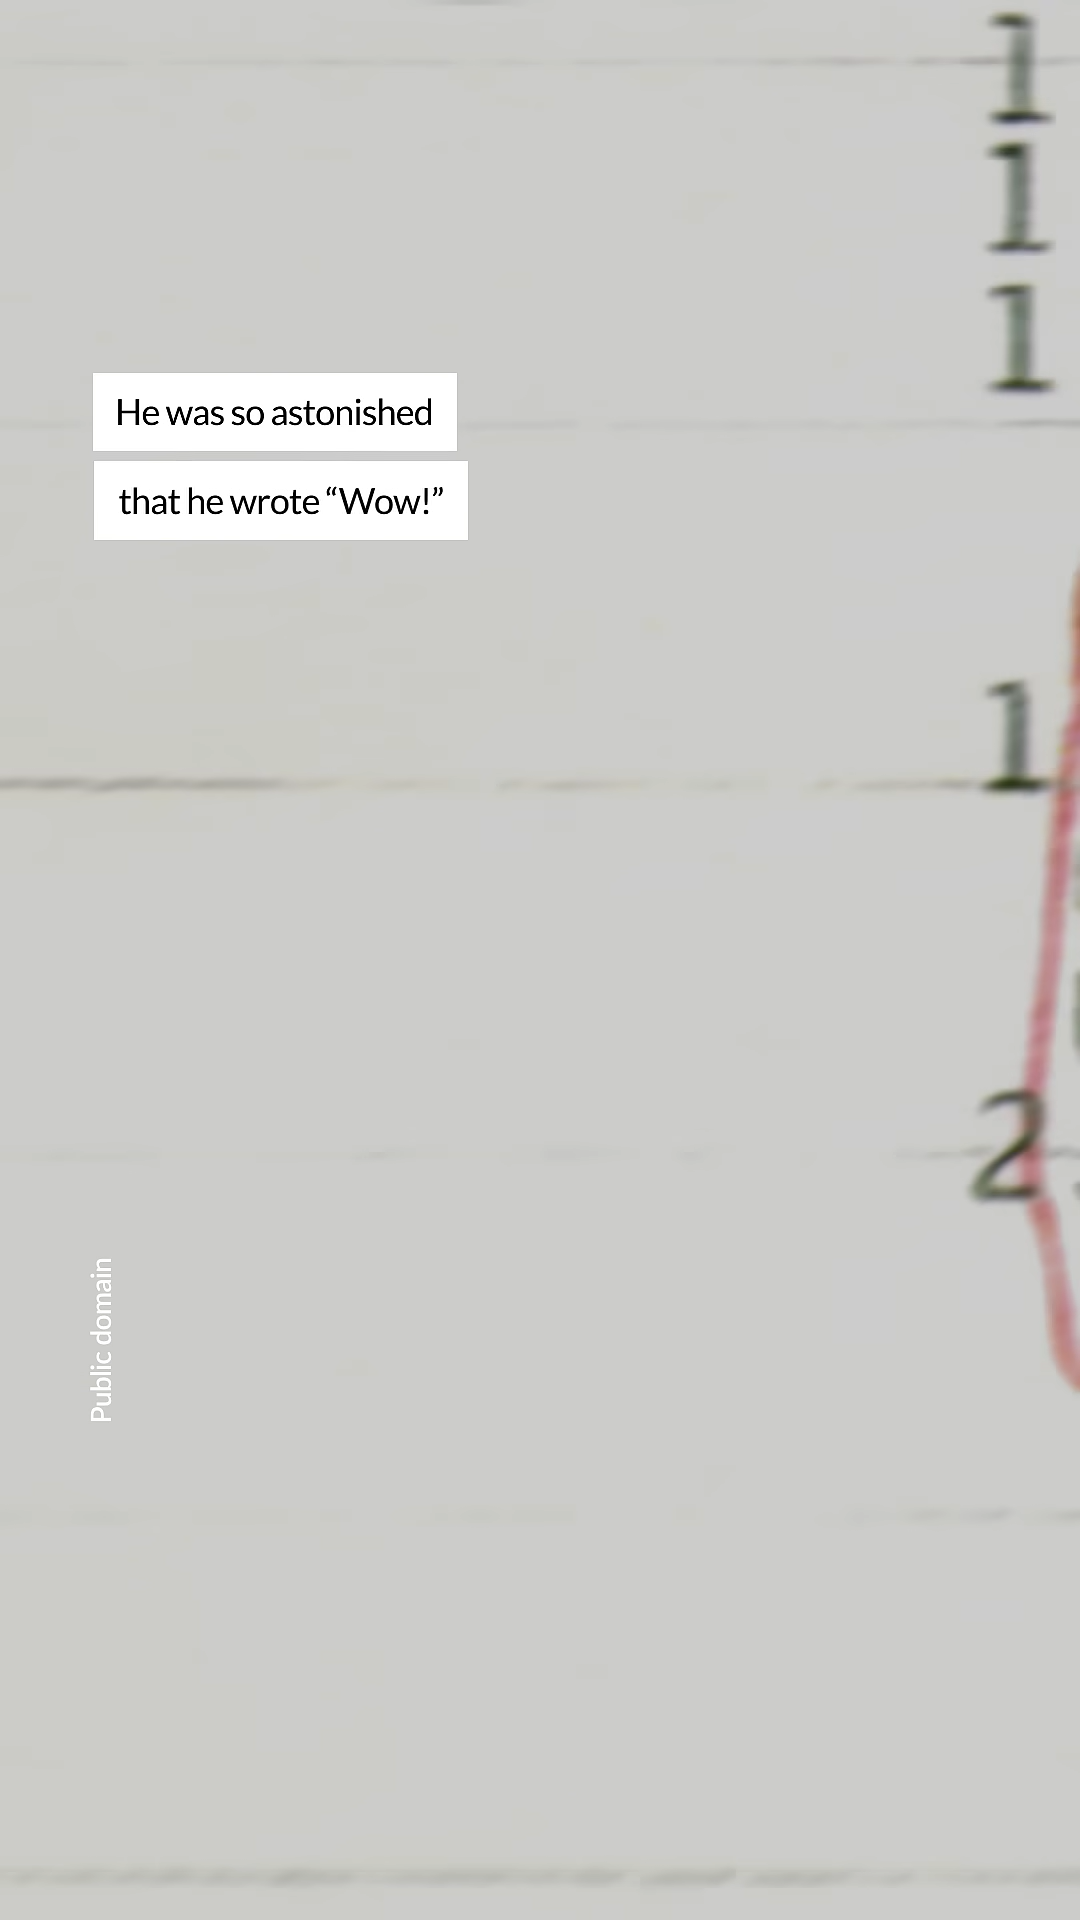 1
1
1
He was so astonished
that he wrote “Wow!”
1
2
Public domain